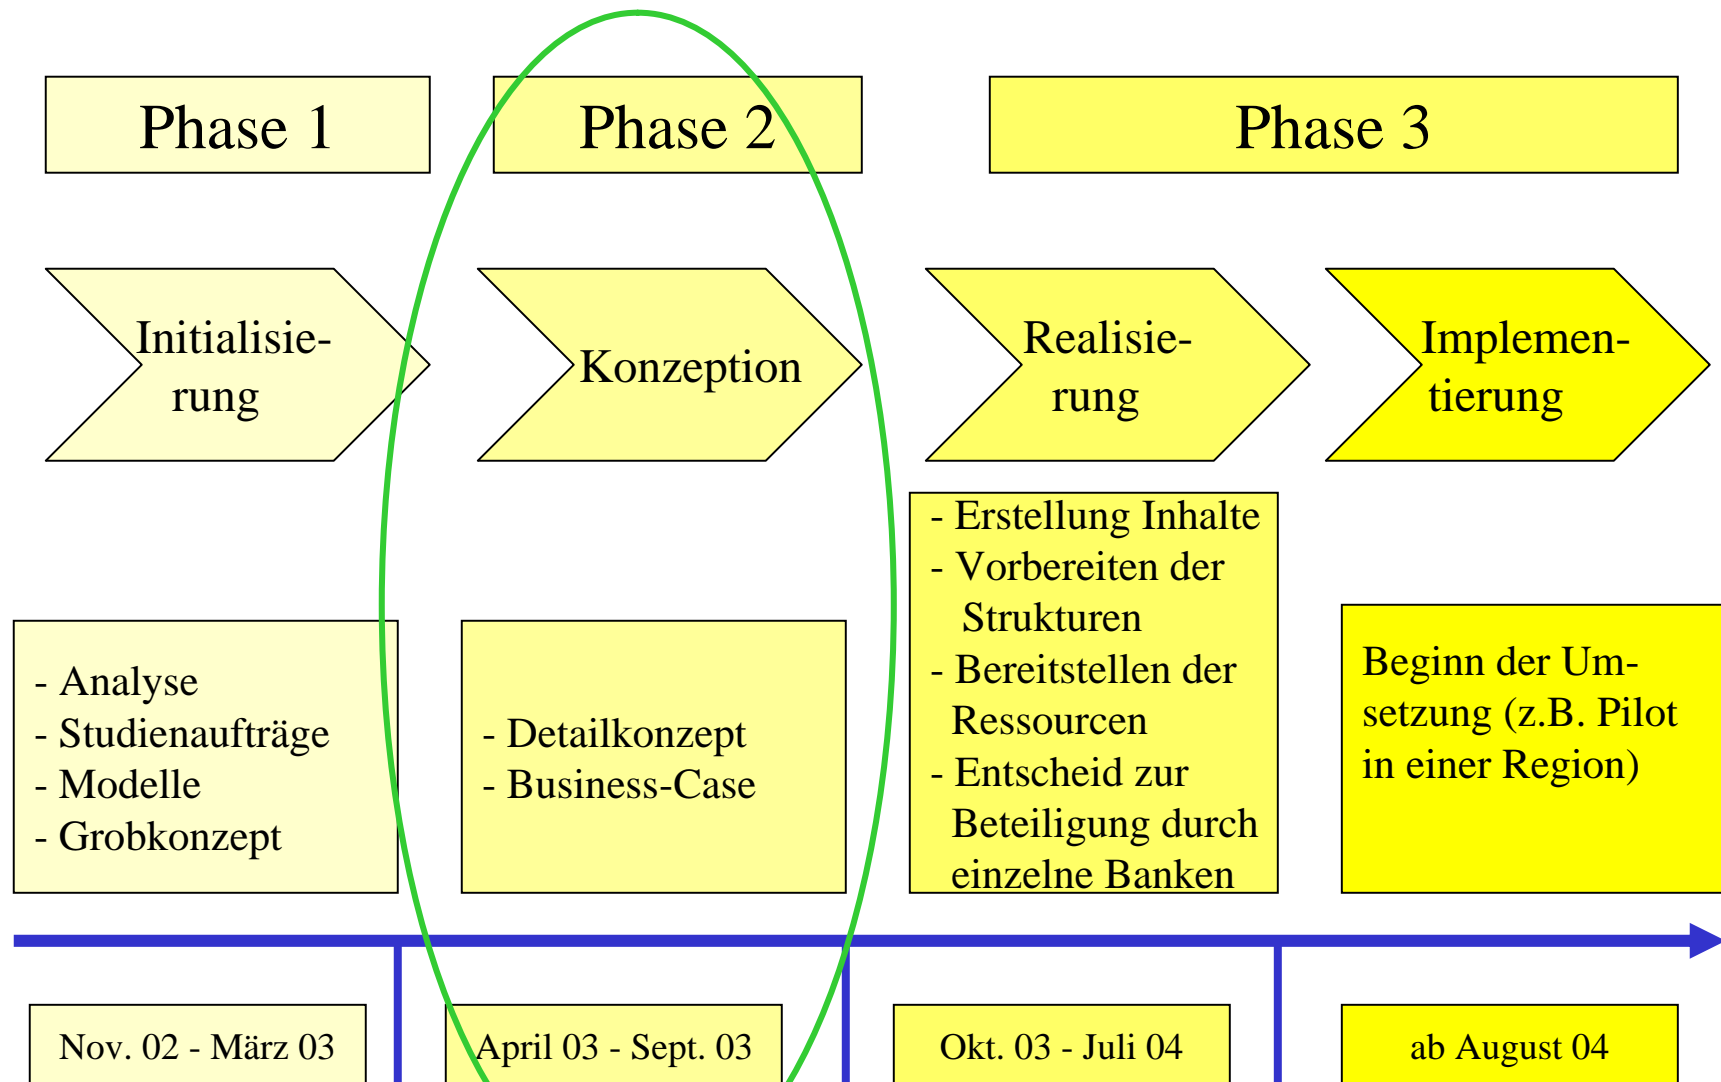 Phase 1
Phase 2
Phase 3
Initialisie-
rung
Konzeption
Realisie-
rung
Implemen-
tierung
- Analyse
- Studienaufträge
- Modelle
- Grobkonzept
- Detailkonzept
- Business-Case
- Erstellung Inhalte
- Vorbereiten der
Strukturen
- Bereitstellen der
Ressourcen
- Entscheid zur
Beteiligung durch
einzelne Banken
Beginn der Um-
setzung (z.B. Pilot
in einer Region)
Nov. 02 - März 03
April 03 - Sept. 03
Okt. 03 - Juli 04
ab August 04